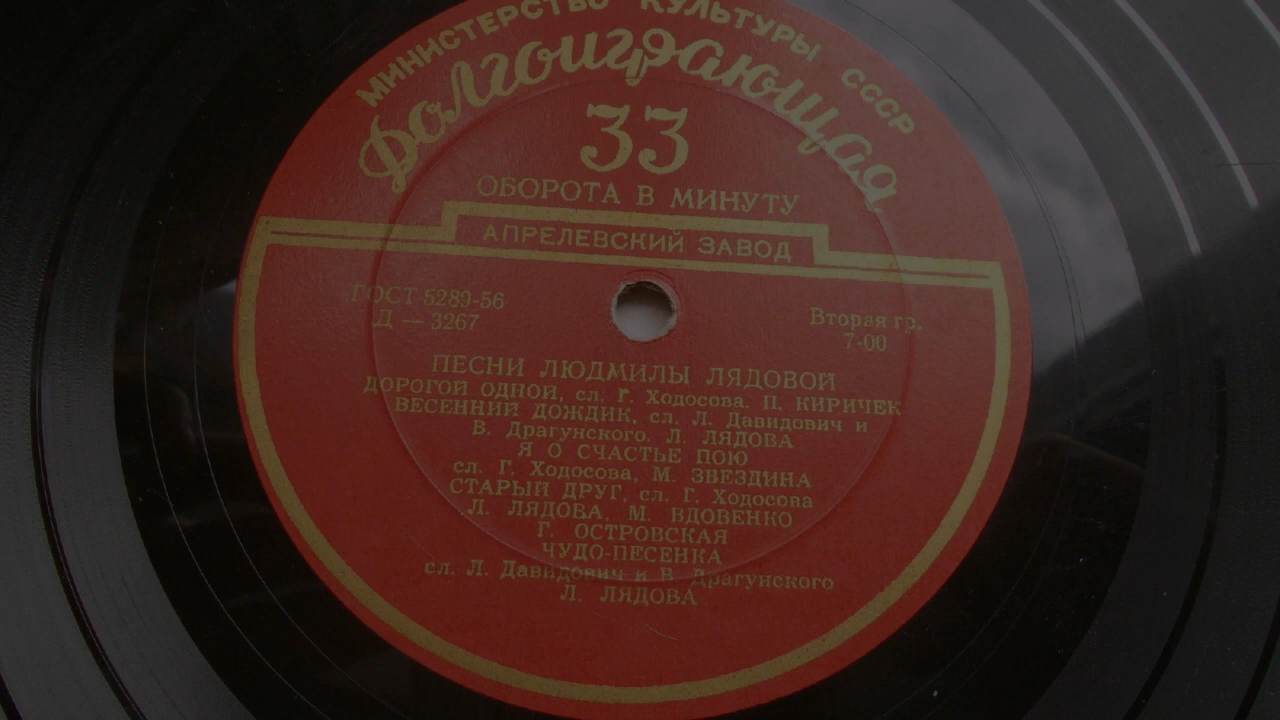 МИНИСТЕРСТВО КУЛЬТУРЫ СССР
Долгоиграющая
33
ОБОРОТА В МИНУТУ
АПРЕЛЕВСКИЙ ЗАВОД
ГОСТ 5289-56
Д — 3267
Вторая гр.
7-00
ПЕСНИ ЛЮДМИЛЫ ЛЯДОВОЙ
ДОРОГОЙ ОДНОЙ, сл. Г. Ходосова. П. КИРИЧЕК
ВЕСЕННИЙ ДОЖДИК, сл. Л. Давидович и
В. Драгунского. Л. ЛЯДОВА
Я О СЧАСТЬЕ ПОЮ
сл. Г. Ходосова, М. ЗВЕЗДИНА
СТАРЫЙ ДРУГ, сл. Г. Ходосова
Л. ЛЯДОВА, М. ВДОВЕНКО
Г. ОСТРОВСКАЯ
ЧУДО-ПЕСЕНКА
сл. Л. Давидович и В. Драгунского
Л. ЛЯДОВА